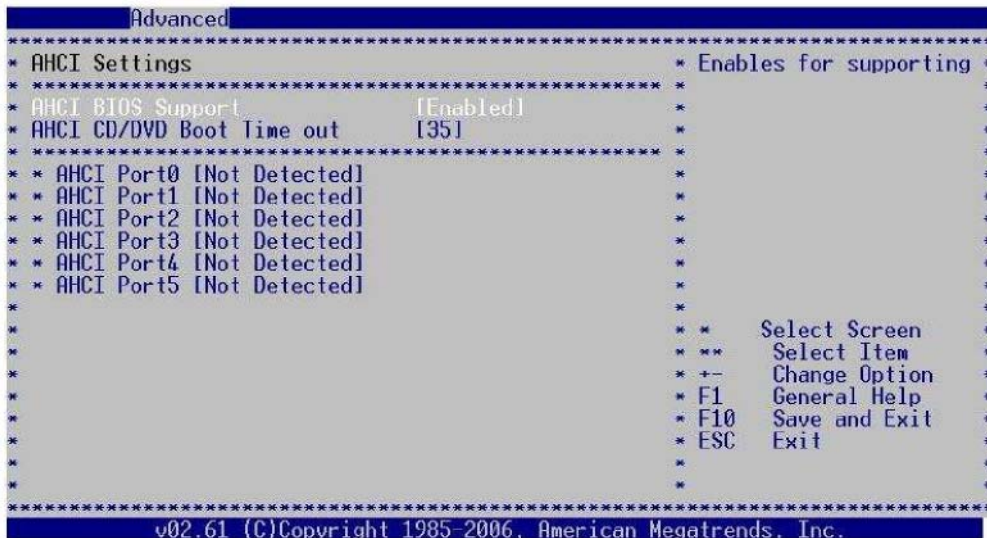 Advanced
AHCI Settings
Enables for supporting
AHCI BIOS Support [Enabled]
AHCI CD/DVD Boot Time out [35]
* AHCI Port0 [Not Detected]
* AHCI Port1 [Not Detected]
* AHCI Port2 [Not Detected]
* AHCI Port3 [Not Detected]
* AHCI Port4 [Not Detected]
* AHCI Port5 [Not Detected]
* Select Screen
** Select Item
+- Change Option
F1 General Help
F10 Save and Exit
ESC Exit
v02.61 (C)Copyright 1985-2006, American Megatrends, Inc.